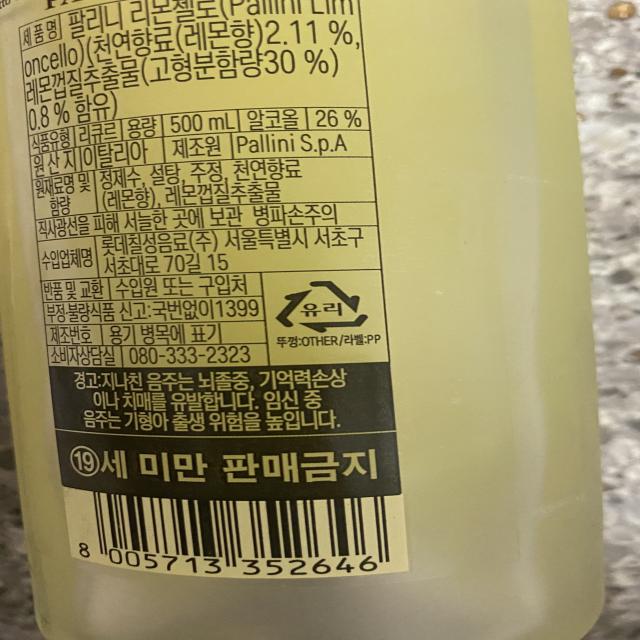 제품명 팔리니 리몬첼로(Pallini Lim
oncello)(천연향료(레몬향)2.11 %,
레몬껍질추출물(고형분함량30 %)
0.8 % 함유)
식품유형 리큐르 용량 500 mL 알코올 26 %
원산지 이탈리아 제조원 Pallini S.p.A
원재료명 및 함량 정제수, 설탕, 주정, 천연향료
(레몬향), 레몬껍질추출물
직사광선을 피해 서늘한 곳에 보관 병파손주의
수입업체명 롯데칠성음료(주) 서울특별시 서초구
서초대로 70길 15
반품 및 교환 수입원 또는 구입처
부정·불량식품 신고:국번없이1399
제조번호 용기 병목에 표기
소비자상담실 080-333-2323
유리
뚜껑:OTHER/라벨:PP
경고:지나친 음주는 뇌졸중, 기억력손상
이나 치매를 유발합니다. 임신 중
음주는 기형아 출생 위험을 높입니다.
⑲세 미만 판매금지
8 005713 352646